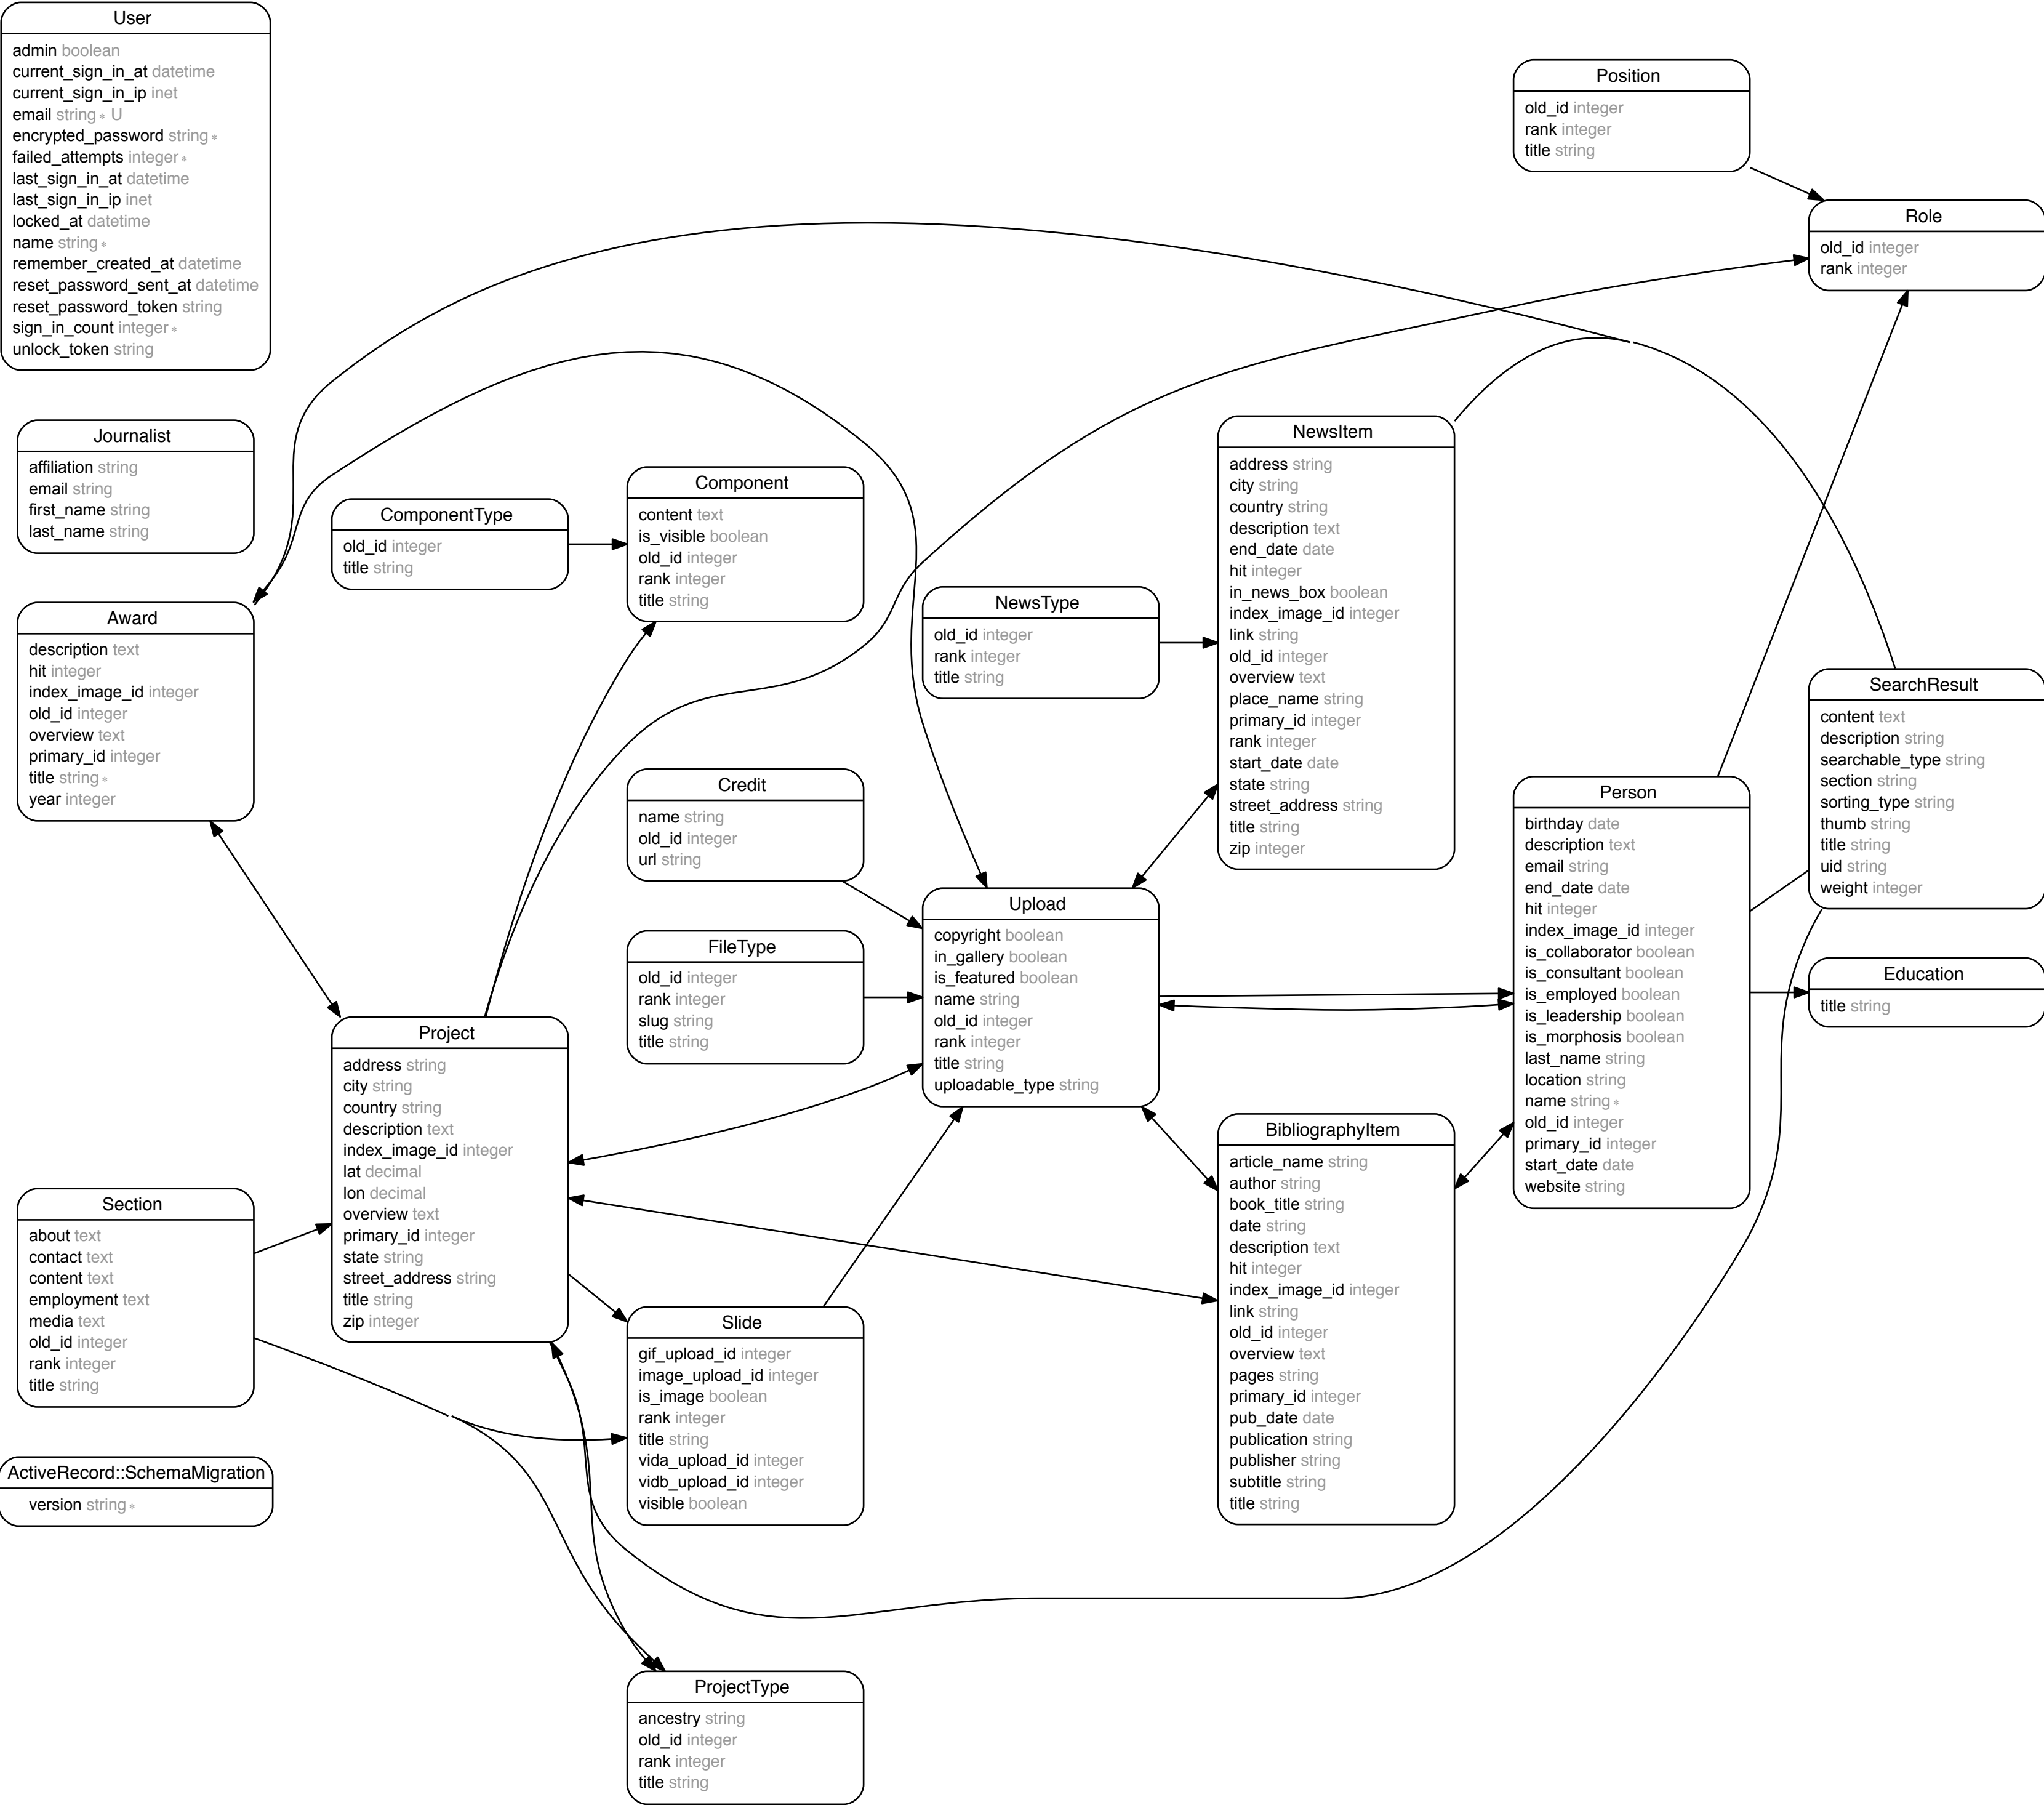 User
admin boolean
current_sign_in_at datetime
current_sign_in_ip inet
email string * U
encrypted_password string *
failed_attempts integer *
last_sign_in_at datetime
last_sign_in_ip inet
locked_at datetime
name string *
remember_created_at datetime
reset_password_sent_at datetime
reset_password_token string
sign_in_count integer *
unlock_token string
Position
old_id integer
rank integer
title string
Role
old_id integer
rank integer
Journalist
affiliation string
email string
first_name string
last_name string
ComponentType
old_id integer
title string
Component
content text
is_visible boolean
old_id integer
rank integer
title string
NewsItem
address string
city string
country string
description text
end_date date
hit integer
in_news_box boolean
index_image_id integer
link string
old_id integer
overview text
place_name string
primary_id integer
rank integer
start_date date
state string
street_address string
title string
zip integer
NewsType
old_id integer
rank integer
title string
Award
description text
hit integer
index_image_id integer
old_id integer
overview text
primary_id integer
title string *
year integer
SearchResult
content text
description string
searchable_type string
section string
sorting_type string
thumb string
title string
uid string
weight integer
Credit
name string
old_id integer
url string
Person
birthday date
description text
email string
end_date date
hit integer
index_image_id integer
is_collaborator boolean
is_consultant boolean
is_employed boolean
is_leadership boolean
is_morphosis boolean
last_name string
location string
name string *
old_id integer
primary_id integer
start_date date
website string
Upload
copyright boolean
in_gallery boolean
is_featured boolean
name string
old_id integer
rank integer
title string
uploadable_type string
FileType
old_id integer
rank integer
slug string
title string
Education
title string
Project
address string
city string
country string
description text
index_image_id integer
lat decimal
lon decimal
overview text
primary_id integer
state string
street_address string
title string
zip integer
BibliographyItem
article_name string
author string
book_title string
date string
description text
hit integer
index_image_id integer
link string
old_id integer
overview text
pages string
primary_id integer
pub_date date
publication string
publisher string
subtitle string
title string
Section
about text
contact text
content text
employment text
media text
old_id integer
rank integer
title string
Slide
gif_upload_id integer
image_upload_id integer
is_image boolean
rank integer
title string
vida_upload_id integer
vidb_upload_id integer
visible boolean
ActiveRecord::SchemaMigration
version string *
ProjectType
ancestry string
old_id integer
rank integer
title string